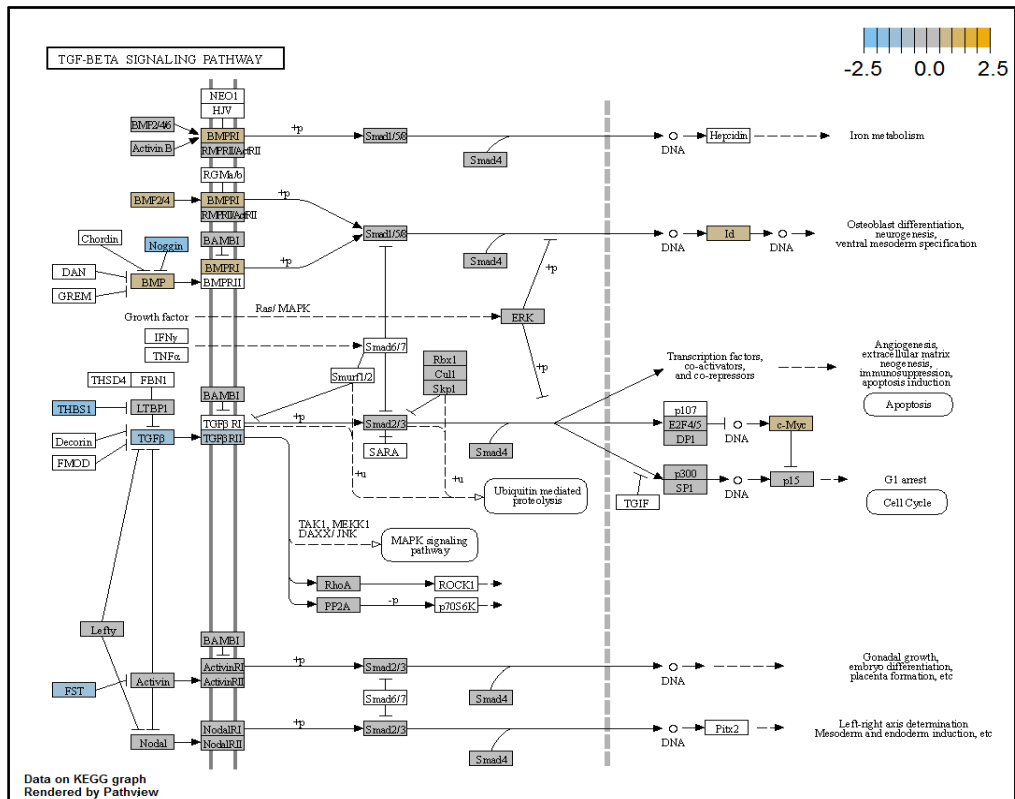 -2.5 0.0 2.5
TGF-BETA SIGNALING PATHWAY
NEO1
HJV
BMP2/4/6
Activin B
BMPRI
RMPRII/ActRII
+p
Smad1/5/8
Smad4
DNA
Hepcidin
Iron metabolism
RGMa/b
BMP2/4
BMPRI
RMPRII/ActRII
+p
Chordin
Noggin
BAMBI
DAN
BMP
BMPRI
BMPRII
GREM
+p
Smad1/5/8
Smad4
+p
DNA
Id
DNA
Osteoblast differentiation,
neurogenesis,
ventral mesoderm specification
Growth factor
Ras/ MAPK
ERK
IFNγ
TNFα
Smad6/7
Smurf1/2
Rbx1
Cul1
Skp1
+p
Transcription factors,
co-activators,
and co-repressors
Angiogenesis,
extracellular matrix
neogenesis,
immunosuppression,
apoptosis induction
Apoptosis
THSD4
FBN1
THBS1
LTBP1
BAMBI
Decorin
TGFβ
TGFβ RI
TGFβRII
FMOD
+p
Smad2/3
SARA
Smad4
p107
E2F4/5
DP1
DNA
c-Myc
p300
SP1
TGIF
DNA
p15
G1 arrest
Cell Cycle
+u
+u
Ubiquitin mediated
proteolysis
TAK1, MEKK1
DAXX/ JNK
MAPK signaling
pathway
RhoA
ROCK1
PP2A
-p
p70S6K
Lefty
BAMBI
FST
Activin
ActivinRI
ActivinRII
+p
Smad2/3
Smad4
DNA
Gonadal growth,
embryo differentiation,
placenta formation, etc
Smad6/7
Nodal
NodalRI
NodalRII
+p
Smad2/3
Smad4
DNA
Pitx2
Left-right axis determination
Mesoderm and endoderm induction, etc
Data on KEGG graph
Rendered by Pathview